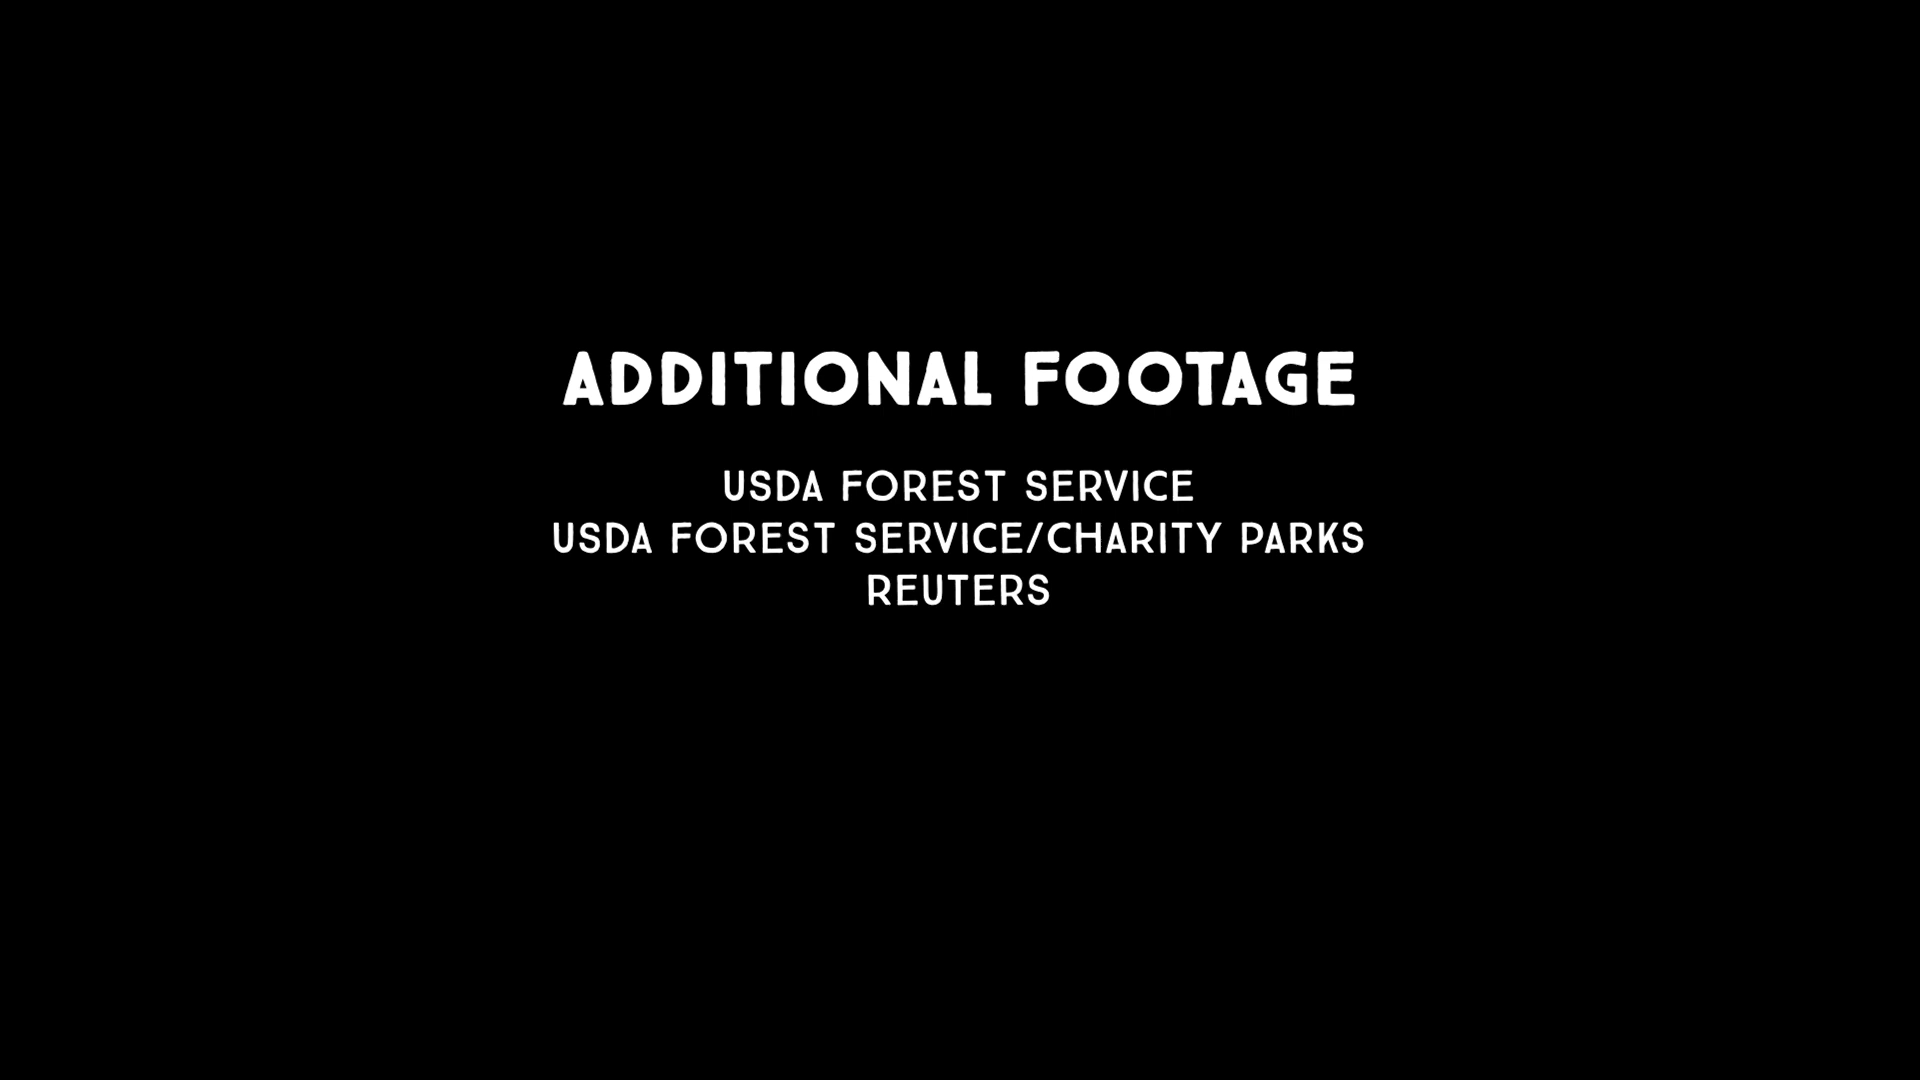 ADDITIONAL FOOTAGE
USDA FOREST SERVICE
USDA FOREST SERVICE/CHARITY PARKS
REUTERS